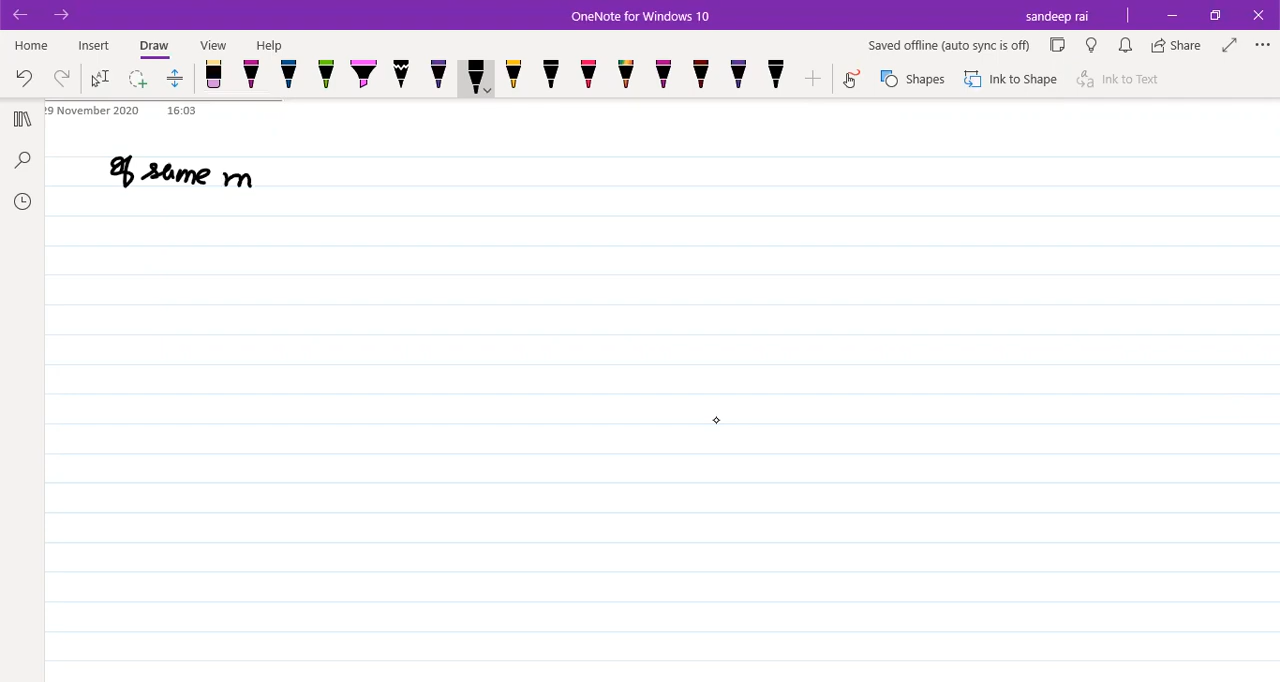 OneNote for Windows 10
sandeep rai
Home Insert Draw View Help
Saved offline (auto sync is off) Share
Shapes Ink to Shape Ink to Text
29 November 2020 16:03
of same m